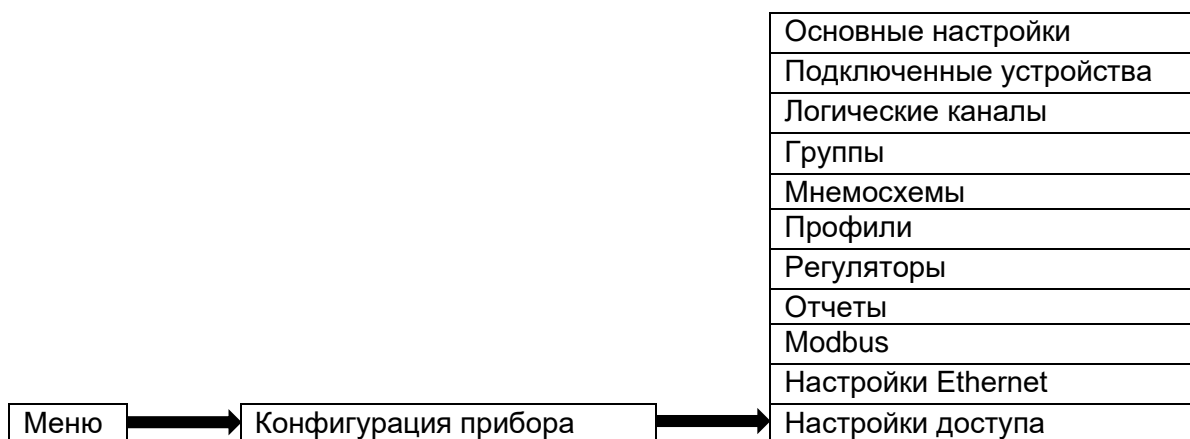 Основные настройки
Подключенные устройства
Логические каналы
Группы
Мнемосхемы
Профили
Регуляторы
Отчеты
Modbus
Настройки Ethernet
Меню Конфигурация прибора Настройки доступа